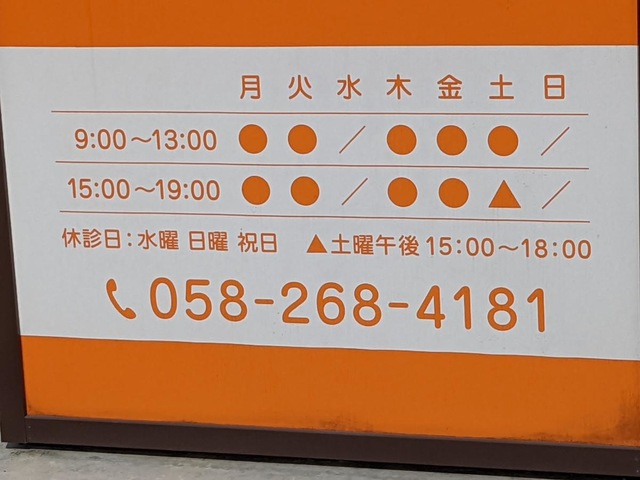 月 火 水 木 金 土 日
9:00～13:00 ● ● ／ ● ● ● ／
15:00～19:00 ● ● ／ ● ● ▲ ／
休診日：水曜 日曜 祝日 ▲土曜午後 15:00～18:00
058-268-4181